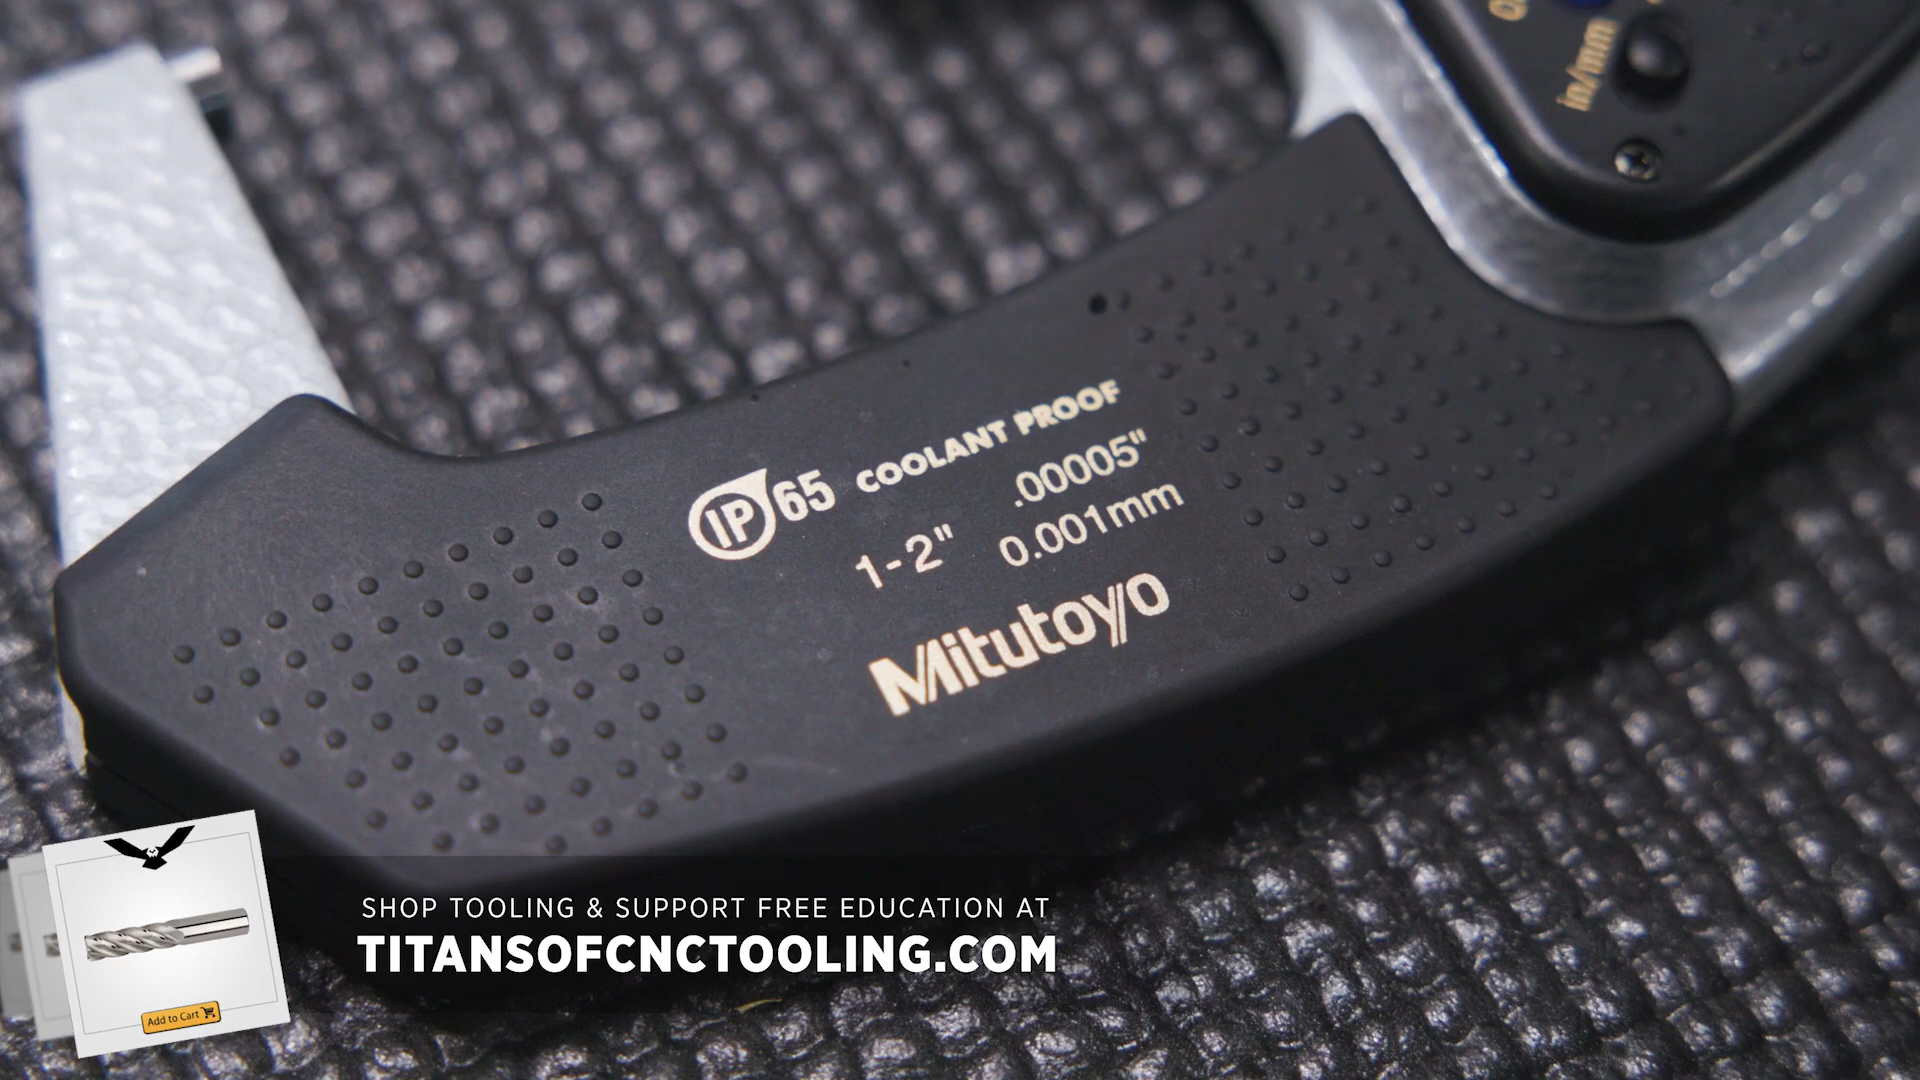 in/mm
IP65 COOLANT PROOF
.00005"
1-2" 0.001mm
Mitutoyo
SHOP TOOLING & SUPPORT FREE EDUCATION AT
TITANSOFCNCTOOLING.COM
Add to Cart